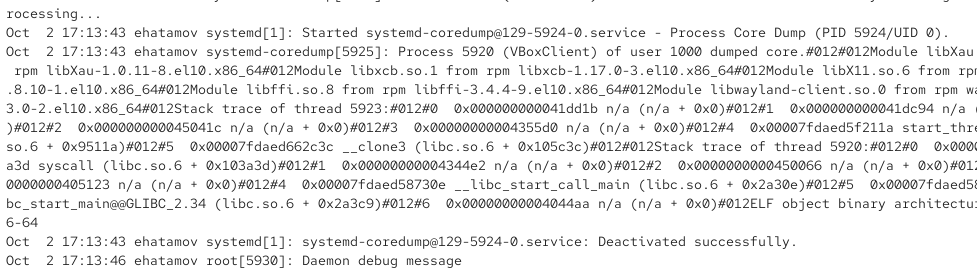 rocessing...
Oct  2 17:13:43 ehatamov systemd[1]: Started systemd-coredump@129-5924-0.service - Process Core Dump (PID 5924/UID 0).
Oct  2 17:13:43 ehatamov systemd-coredump[5925]: Process 5920 (VBoxClient) of user 1000 dumped core.#012#012Module libXau
rpm libXau-1.0.11-8.el10.x86_64#012Module libxcb.so.1 from rpm libxcb-1.17.0-3.el10.x86_64#012Module libX11.so.6 from rpm
.8.10-1.el10.x86_64#012Module libffi.so.8 from rpm libffi-3.4.4-9.el10.x86_64#012Module libwayland-client.so.0 from rpm wa
3.0-2.el10.x86_64#012Stack trace of thread 5923:#012#0  0x000000000041dd1b n/a (n/a + 0x0)#012#1  0x000000000041dc94 n/a (
)#012#2  0x000000000045041c n/a (n/a + 0x0)#012#3  0x00000000004355d0 n/a (n/a + 0x0)#012#4  0x00007fdaed5f211a start_thre
so.6 + 0x9511a)#012#5  0x00007fdaed662c3c __clone3 (libc.so.6 + 0x105c3c)#012#012Stack trace of thread 5920:#012#0  0x0000
a3d syscall (libc.so.6 + 0x103a3d)#012#1  0x00000000004344e2 n/a (n/a + 0x0)#012#2  0x0000000000450066 n/a (n/a + 0x0)#012
0000000405123 n/a (n/a + 0x0)#012#4  0x00007fdaed58730e __libc_start_call_main (libc.so.6 + 0x2a30e)#012#5  0x00007fdaed58
bc_start_main@@GLIBC_2.34 (libc.so.6 + 0x2a3c9)#012#6  0x00000000004044aa n/a (n/a + 0x0)#012ELF object binary architectu
6-64
Oct  2 17:13:43 ehatamov systemd[1]: systemd-coredump@129-5924-0.service: Deactivated successfully.
Oct  2 17:13:46 ehatamov root[5930]: Daemon debug message